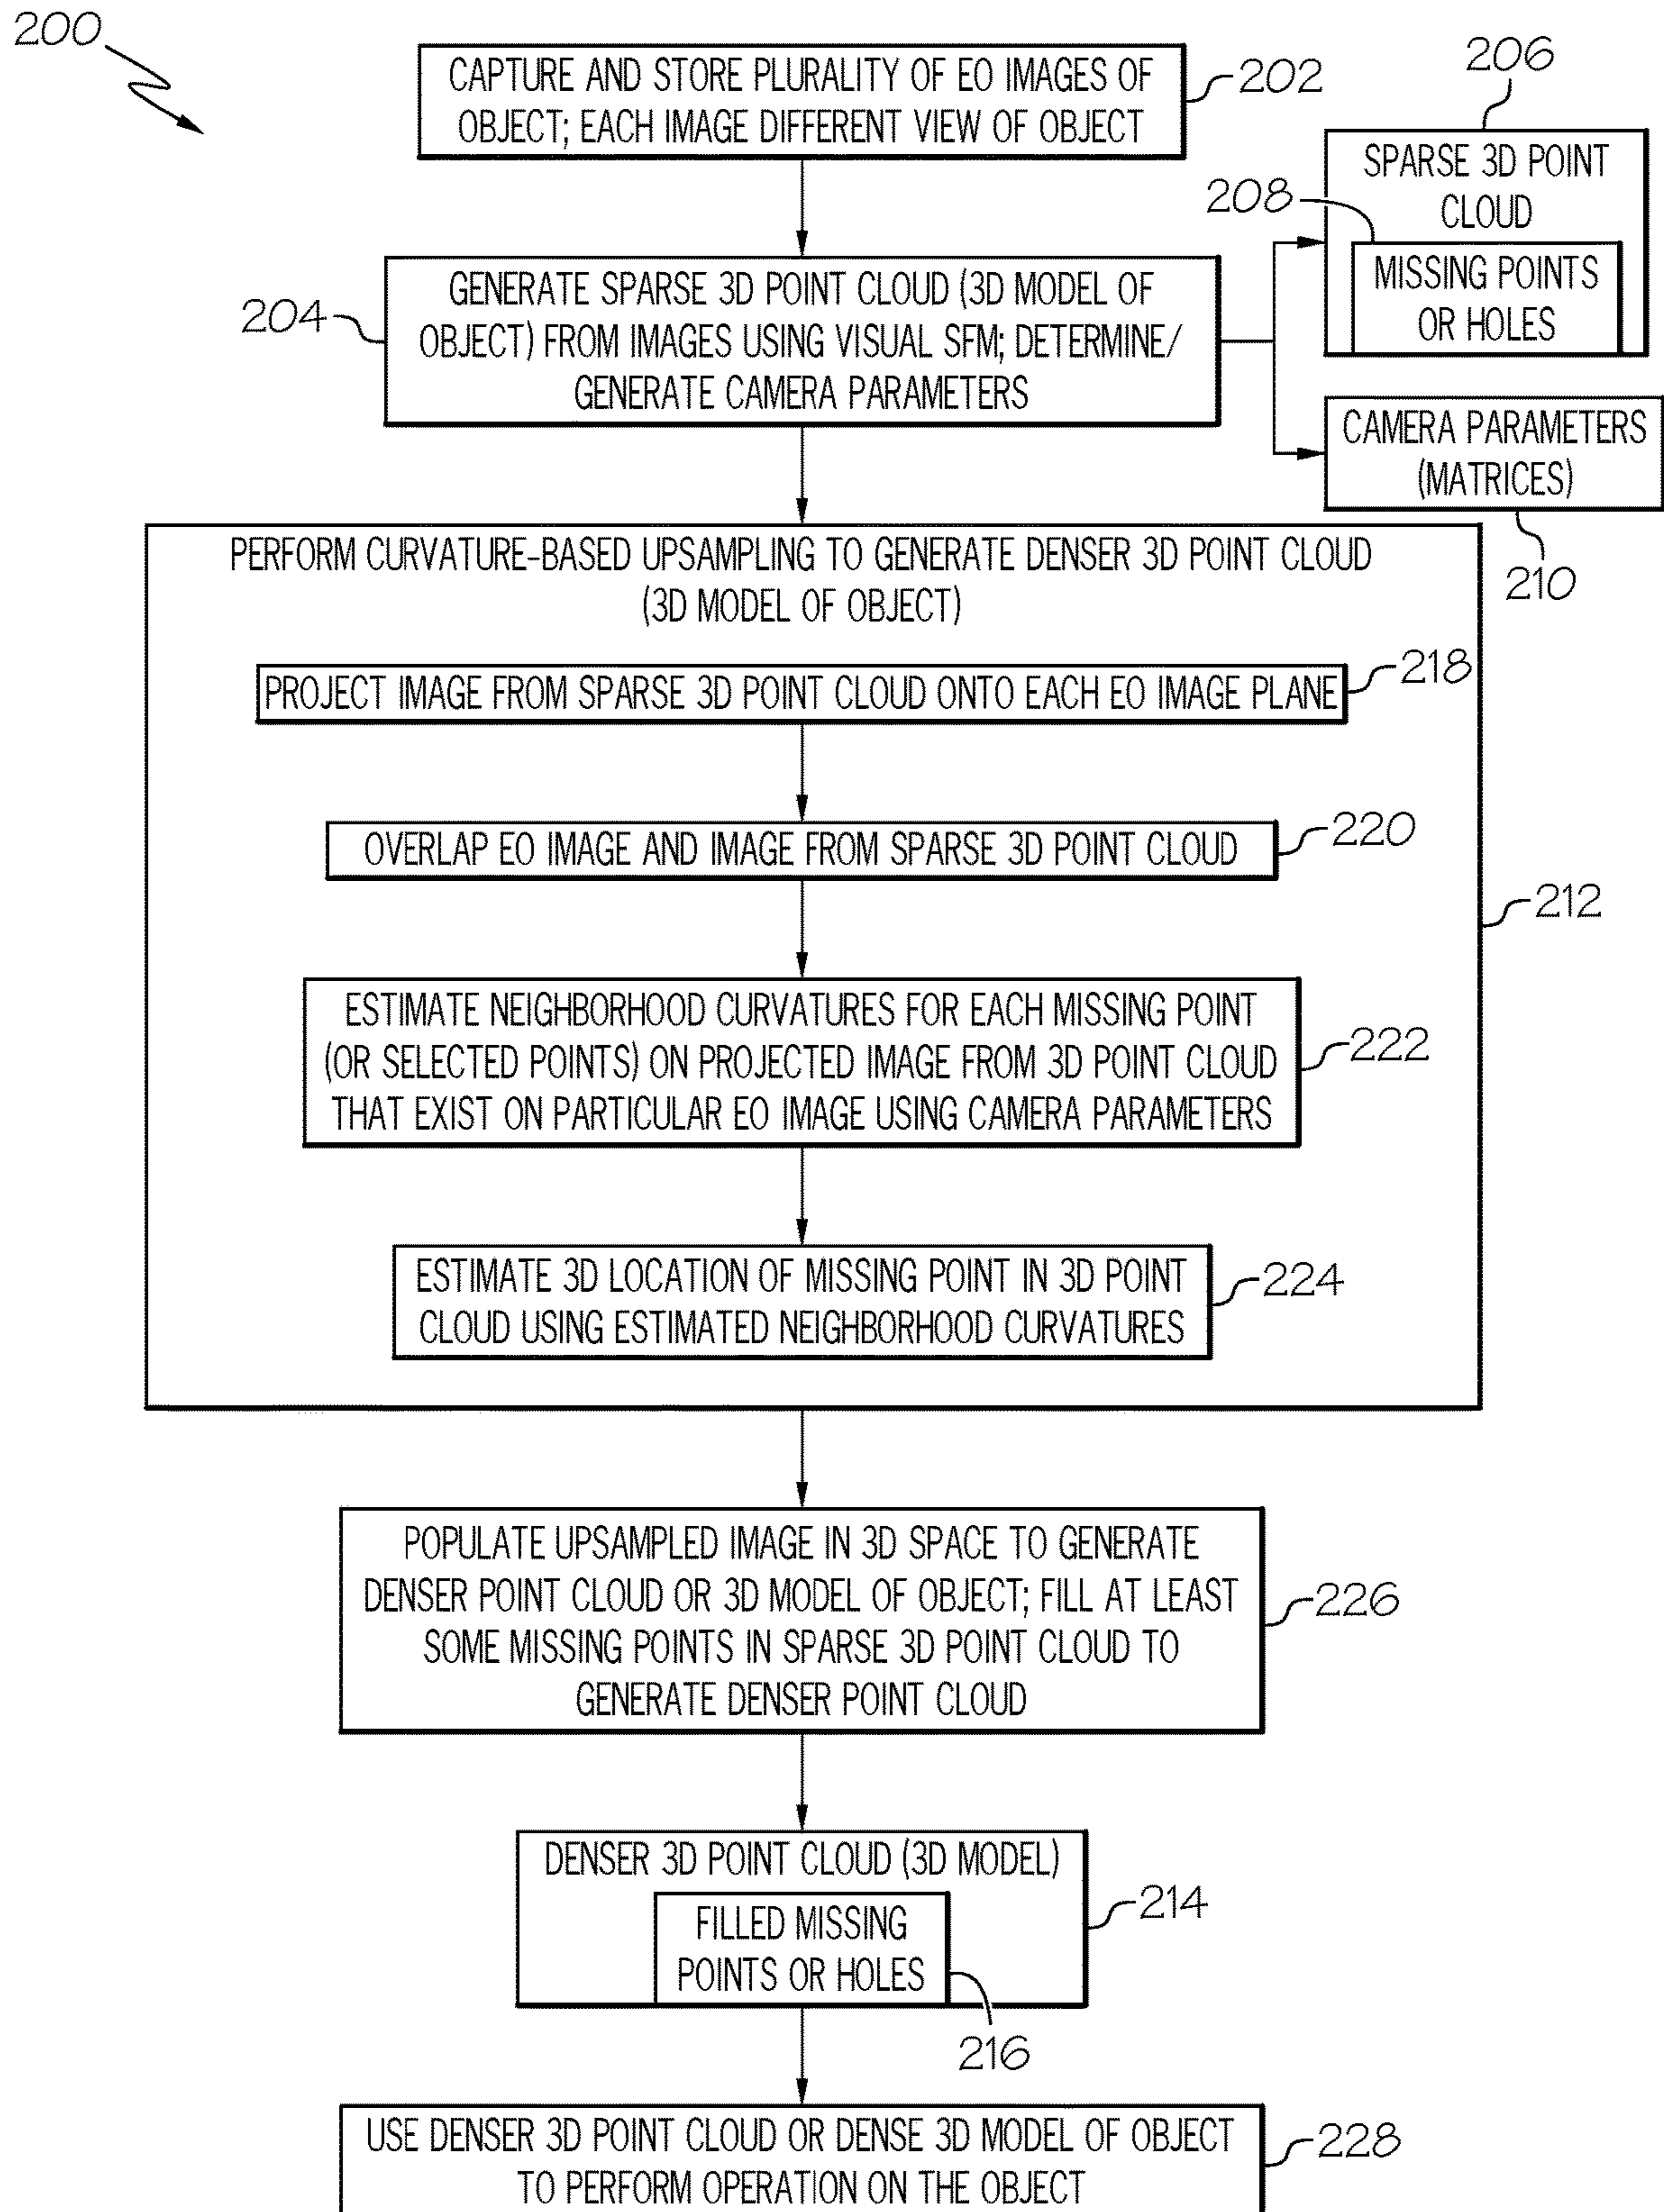 200
CAPTURE AND STORE PLURALITY OF EO IMAGES OF
OBJECT; EACH IMAGE DIFFERENT VIEW OF OBJECT
202
206
SPARSE 3D POINT
CLOUD
208
MISSING POINTS
OR HOLES
204
GENERATE SPARSE 3D POINT CLOUD (3D MODEL OF
OBJECT) FROM IMAGES USING VISUAL SFM; DETERMINE/
GENERATE CAMERA PARAMETERS
CAMERA PARAMETERS
(MATRICES)
210
PERFORM CURVATURE-BASED UPSAMPLING TO GENERATE DENSER 3D POINT CLOUD
(3D MODEL OF OBJECT)
PROJECT IMAGE FROM SPARSE 3D POINT CLOUD ONTO EACH EO IMAGE PLANE
218
OVERLAP EO IMAGE AND IMAGE FROM SPARSE 3D POINT CLOUD
220
212
ESTIMATE NEIGHBORHOOD CURVATURES FOR EACH MISSING POINT
(OR SELECTED POINTS) ON PROJECTED IMAGE FROM 3D POINT CLOUD
THAT EXIST ON PARTICULAR EO IMAGE USING CAMERA PARAMETERS
222
ESTIMATE 3D LOCATION OF MISSING POINT IN 3D POINT
CLOUD USING ESTIMATED NEIGHBORHOOD CURVATURES
224
POPULATE UPSAMPLED IMAGE IN 3D SPACE TO GENERATE
DENSER POINT CLOUD OR 3D MODEL OF OBJECT; FILL AT LEAST
SOME MISSING POINTS IN SPARSE 3D POINT CLOUD TO
GENERATE DENSER POINT CLOUD
226
DENSER 3D POINT CLOUD (3D MODEL)
214
FILLED MISSING
POINTS OR HOLES
216
USE DENSER 3D POINT CLOUD OR DENSE 3D MODEL OF OBJECT
TO PERFORM OPERATION ON THE OBJECT
228